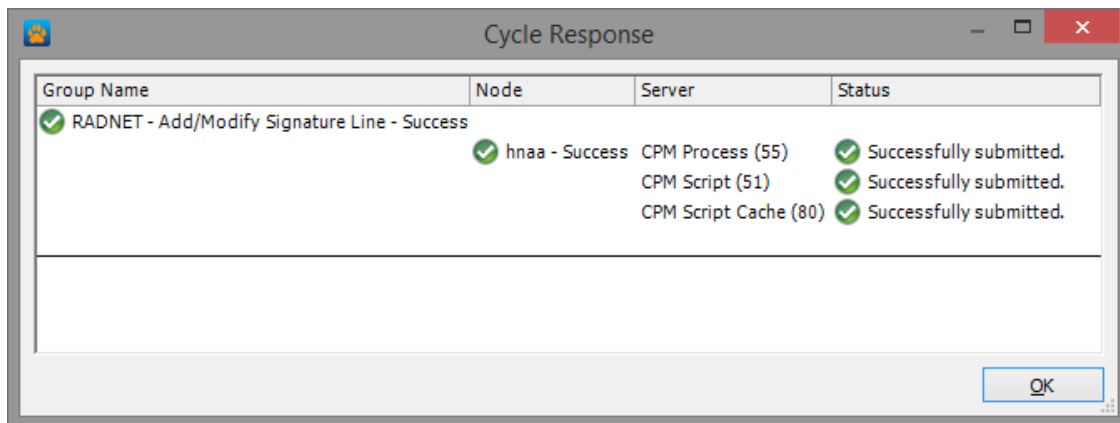 Cycle Response
Group Name Node Server Status
RADNET - Add/Modify Signature Line - Success
hnaa - Success CPM Process (55) Successfully submitted.
CPM Script (51) Successfully submitted.
CPM Script Cache (80) Successfully submitted.
OK